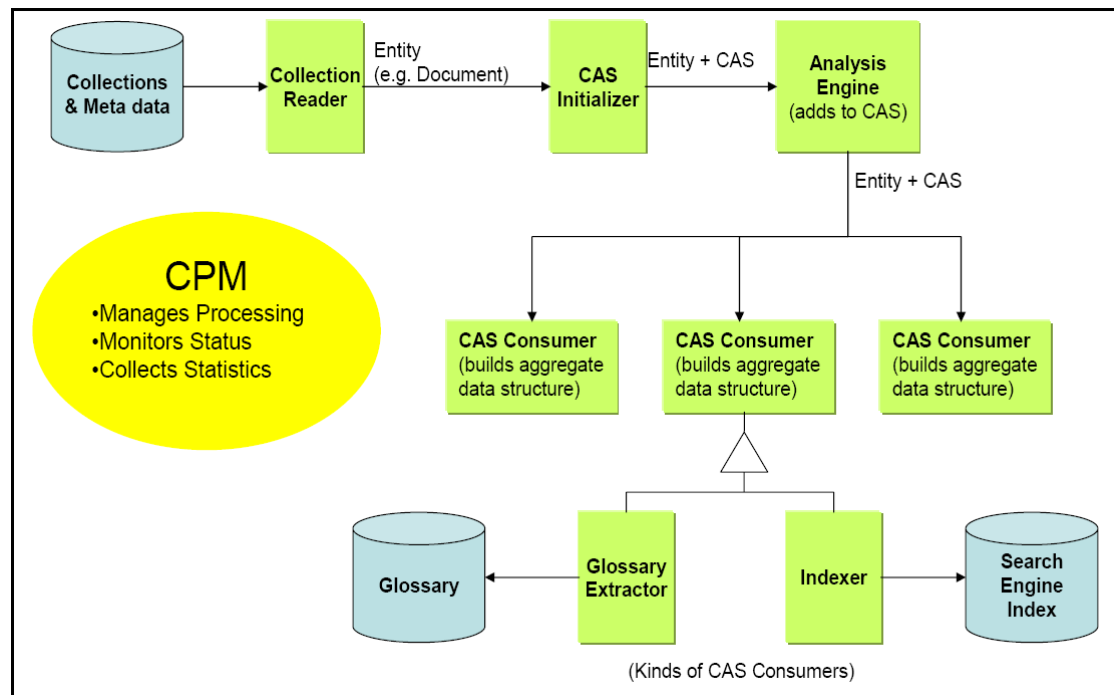 Collections
& Meta data
Collection
Reader
Entity
(e.g. Document)
CAS
Initializer
Entity + CAS
Analysis
Engine
(adds to CAS)
Entity + CAS
CPM
•Manages Processing
•Monitors Status
•Collects Statistics
CAS Consumer
(builds aggregate
data structure)
CAS Consumer
(builds aggregate
data structure)
CAS Consumer
(builds aggregate
data structure)
Glossary
Glossary
Extractor
Indexer
Search
Engine
Index
(Kinds of CAS Consumers)